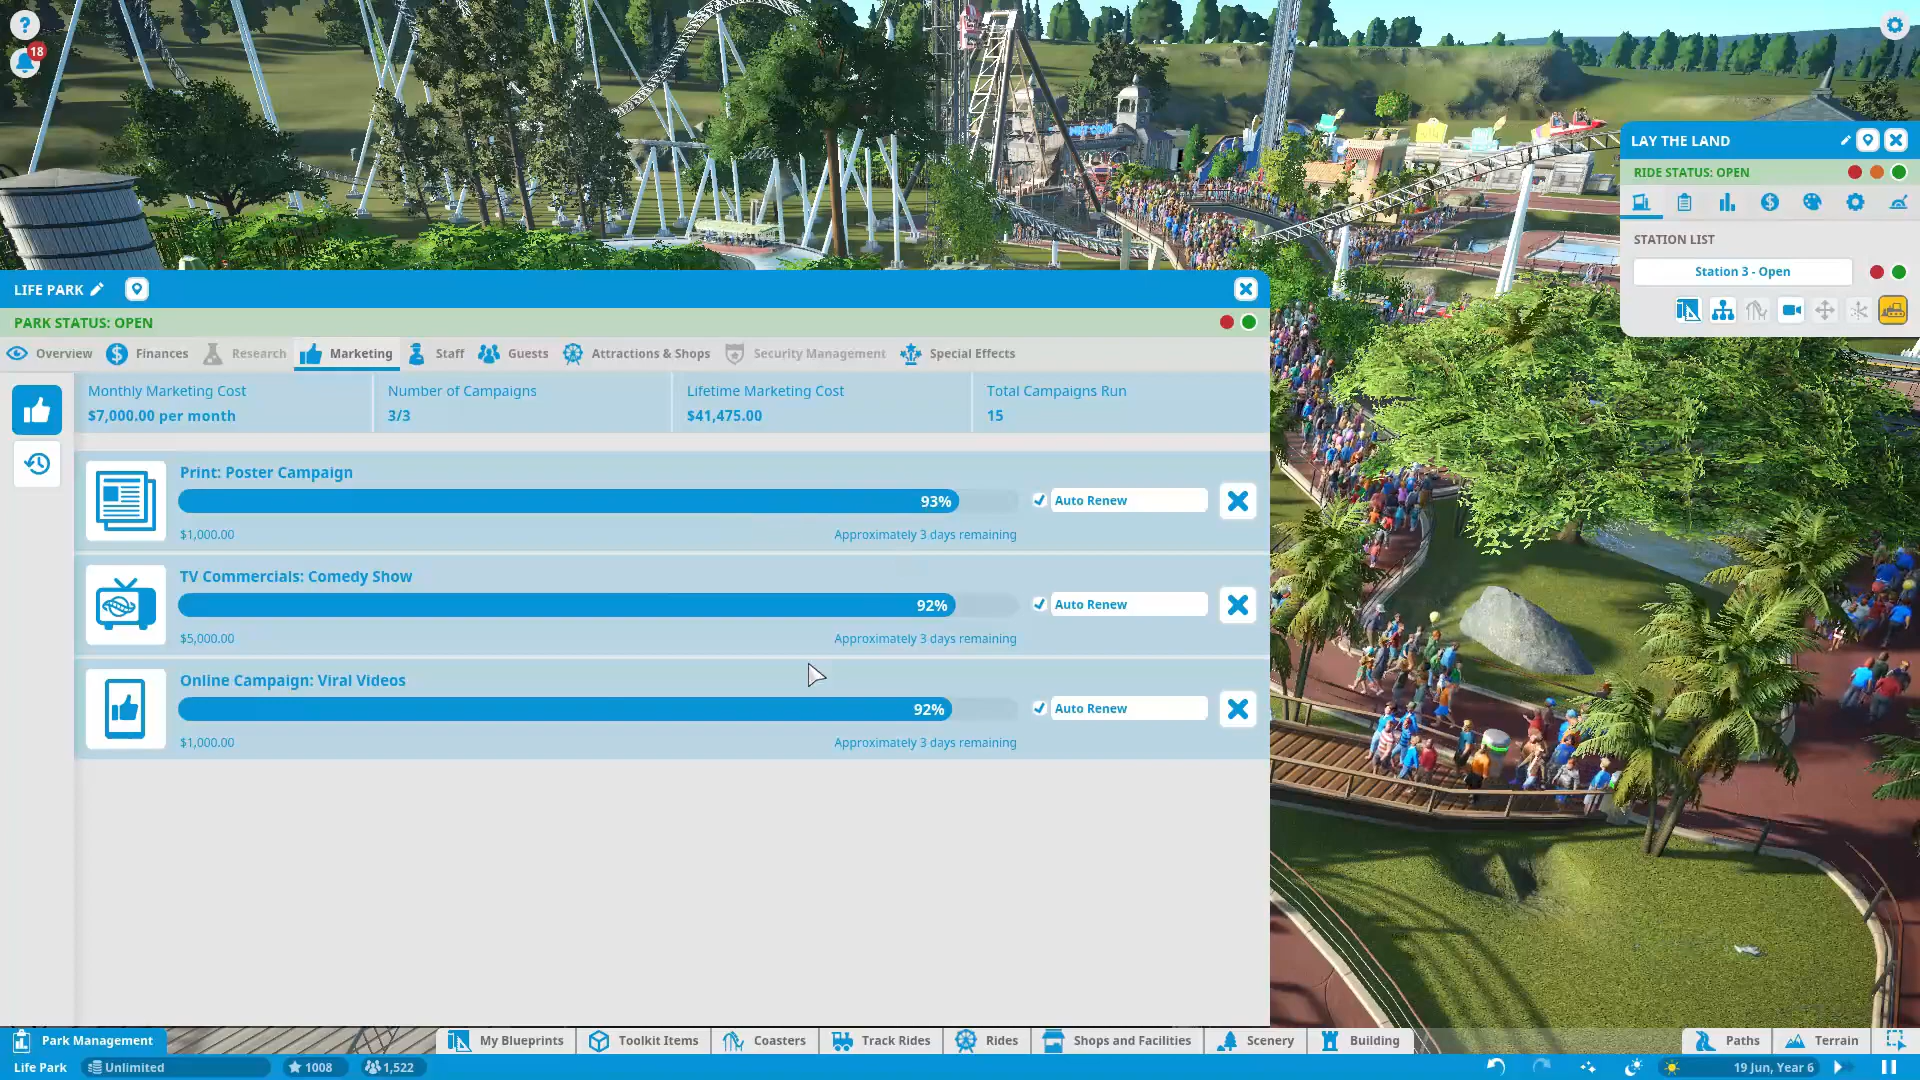 ?
18
LAY THE LAND
RIDE STATUS: OPEN
STATION LIST
Station 3 - Open
LIFE PARK
PARK STATUS: OPEN
Overview
Finances
Research
Marketing
Staff
Guests
Attractions & Shops
Security Management
Special Effects
Monthly Marketing Cost
$7,000.00 per month
Number of Campaigns
3/3
Lifetime Marketing Cost
$41,475.00
Total Campaigns Run
15
Print: Poster Campaign
93%
Auto Renew
$1,000.00
Approximately 3 days remaining
TV Commercials: Comedy Show
92%
Auto Renew
$5,000.00
Approximately 3 days remaining
Online Campaign: Viral Videos
92%
Auto Renew
$1,000.00
Approximately 3 days remaining
Park Management
My Blueprints
Toolkit Items
Coasters
Track Rides
Rides
Shops and Facilities
Scenery
Building
Paths
Terrain
Life Park
Unlimited
1008
1,522
19 Jun, Year 6